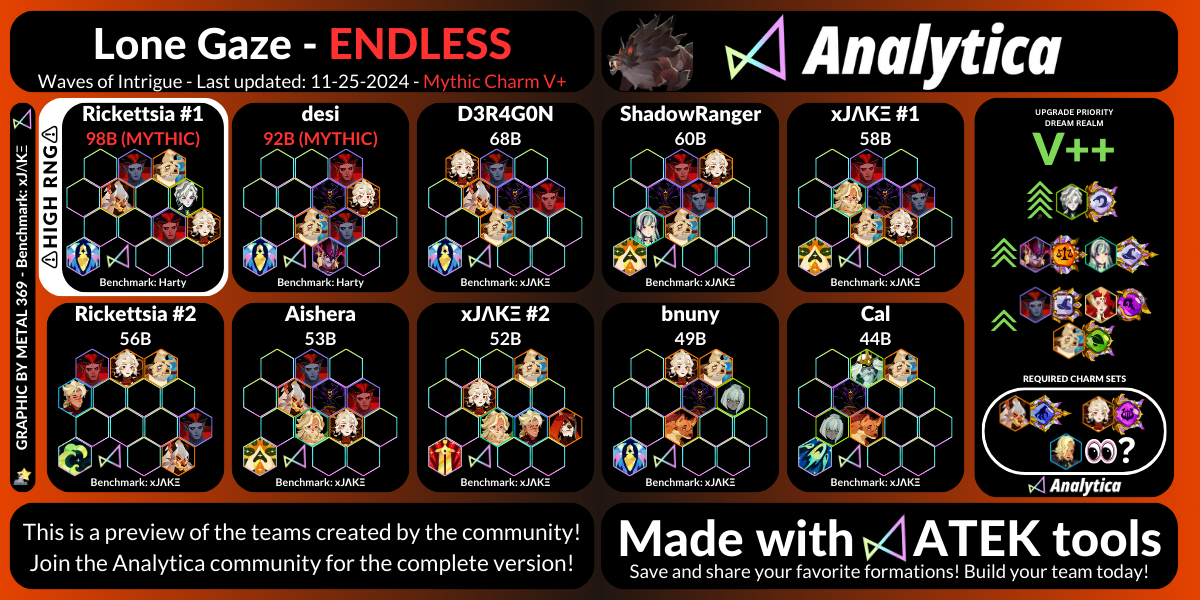 Lone Gaze - ENDLESS
Waves of Intrigue - Last updated: 11-25-2024 - Mythic Charm V+
Analytica
GRAPHIC BY METAL 369 - Benchmark: xJΛKΞ
⚠HIGH RNG⚠
Rickettsia #1
98B (MYTHIC)
Benchmark: Harty
desi
92B (MYTHIC)
Benchmark: Harty
D3R4G0N
68B
Benchmark: xJΛKΞ
ShadowRanger
60B
Benchmark: xJΛKΞ
xJΛKΞ #1
58B
Benchmark: xJΛKΞ
Rickettsia #2
56B
Benchmark: xJΛKΞ
Aishera
53B
Benchmark: xJΛKΞ
xJΛKΞ #2
52B
Benchmark: xJΛKΞ
bnuny
49B
Benchmark: xJΛKΞ
Cal
44B
Benchmark: xJΛKΞ
UPGRADE PRIORITY
DREAM REALM
V++
REQUIRED CHARM SETS
👀?
Analytica
This is a preview of the teams created by the community!
Join the Analytica community for the complete version!
Made with ATEK tools
Save and share your favorite formations! Build your team today!